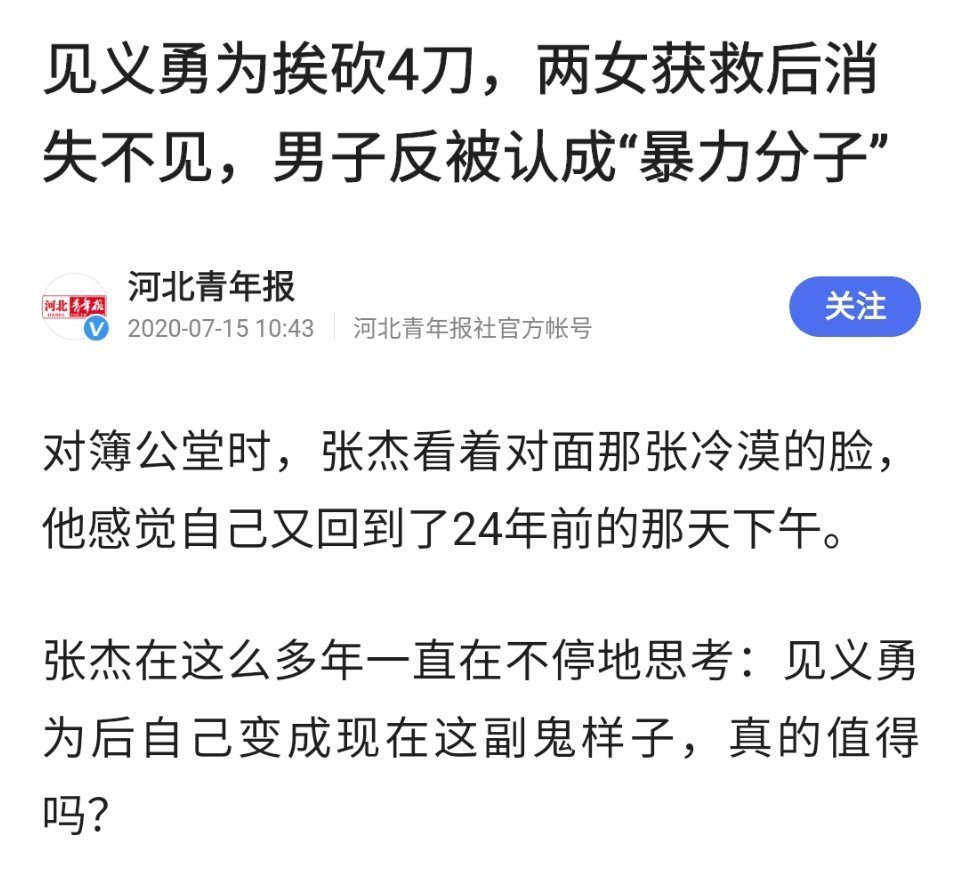 见义勇为挨砍4刀，两女获救后消
失不见，男子反被认成“暴力分子”
河北青年报
河北青年报
2020-07-15 10:43 河北青年报社官方帐号
关注
对簿公堂时，张杰看着对面那张冷漠的脸，
他感觉自己又回到了24年前的那天下午。
张杰在这么多年一直在不停地思考：见义勇
为后自己变成现在这副鬼样子，真的值得
吗？